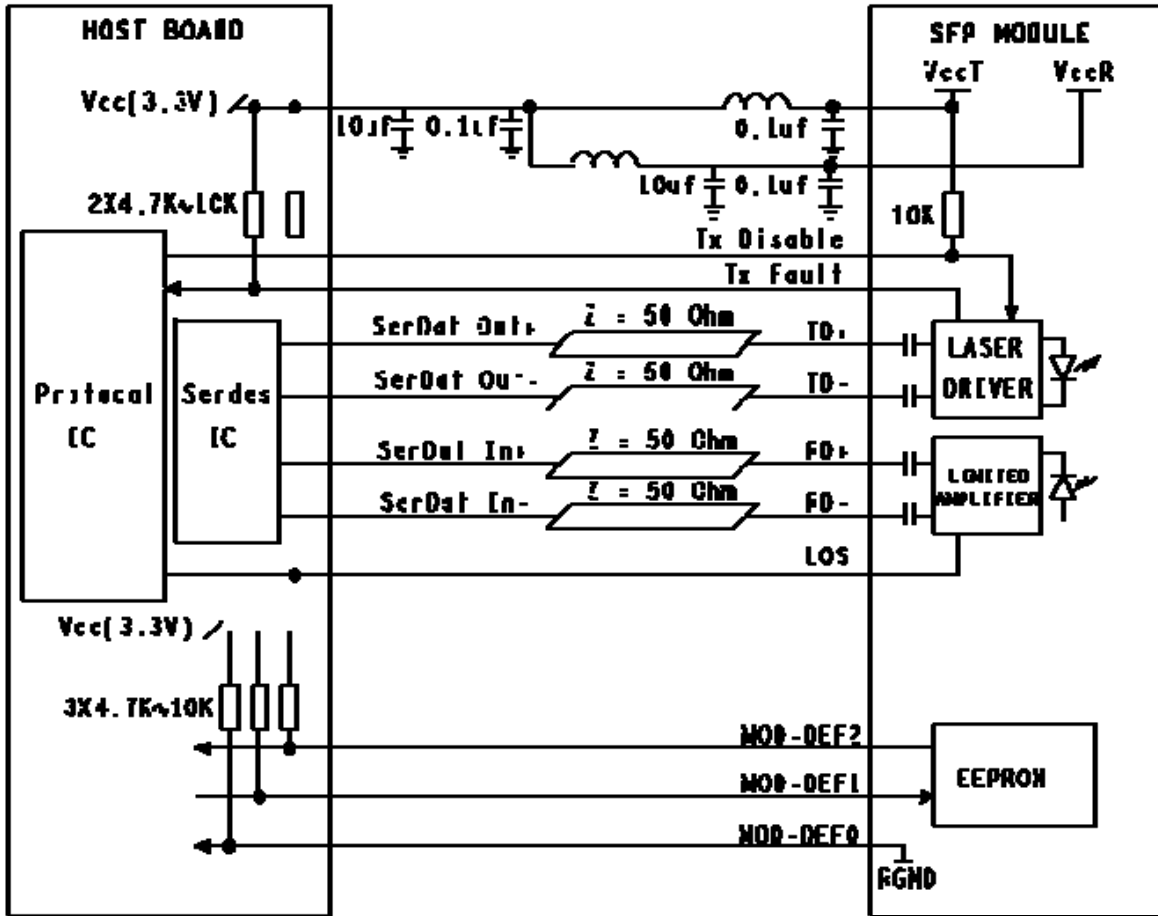 HOST BOARD
SFP MODULE
VccT
VccR
Vcc(3.3V)
10uf
0.1uf
0.1uf
10uf
0.1uf
2X4.7K~10K
10K
Tx Disable
Tx Fault
SerDat Out+
Z = 50 Ohm
TD+
LASER
DRIVER
SerDat Out-
Z = 50 Ohm
TD-
Protocal
IC
Serdes
IC
SerDat In+
Z = 50 Ohm
RD+
AMPLIFIER
SerDat In-
Z = 50 Ohm
RD-
LOS
Vcc(3.3V)
3X4.7K~10K
MOD-DEF2
EEPROM
MOD-DEF1
MOD-DEF0
RGND